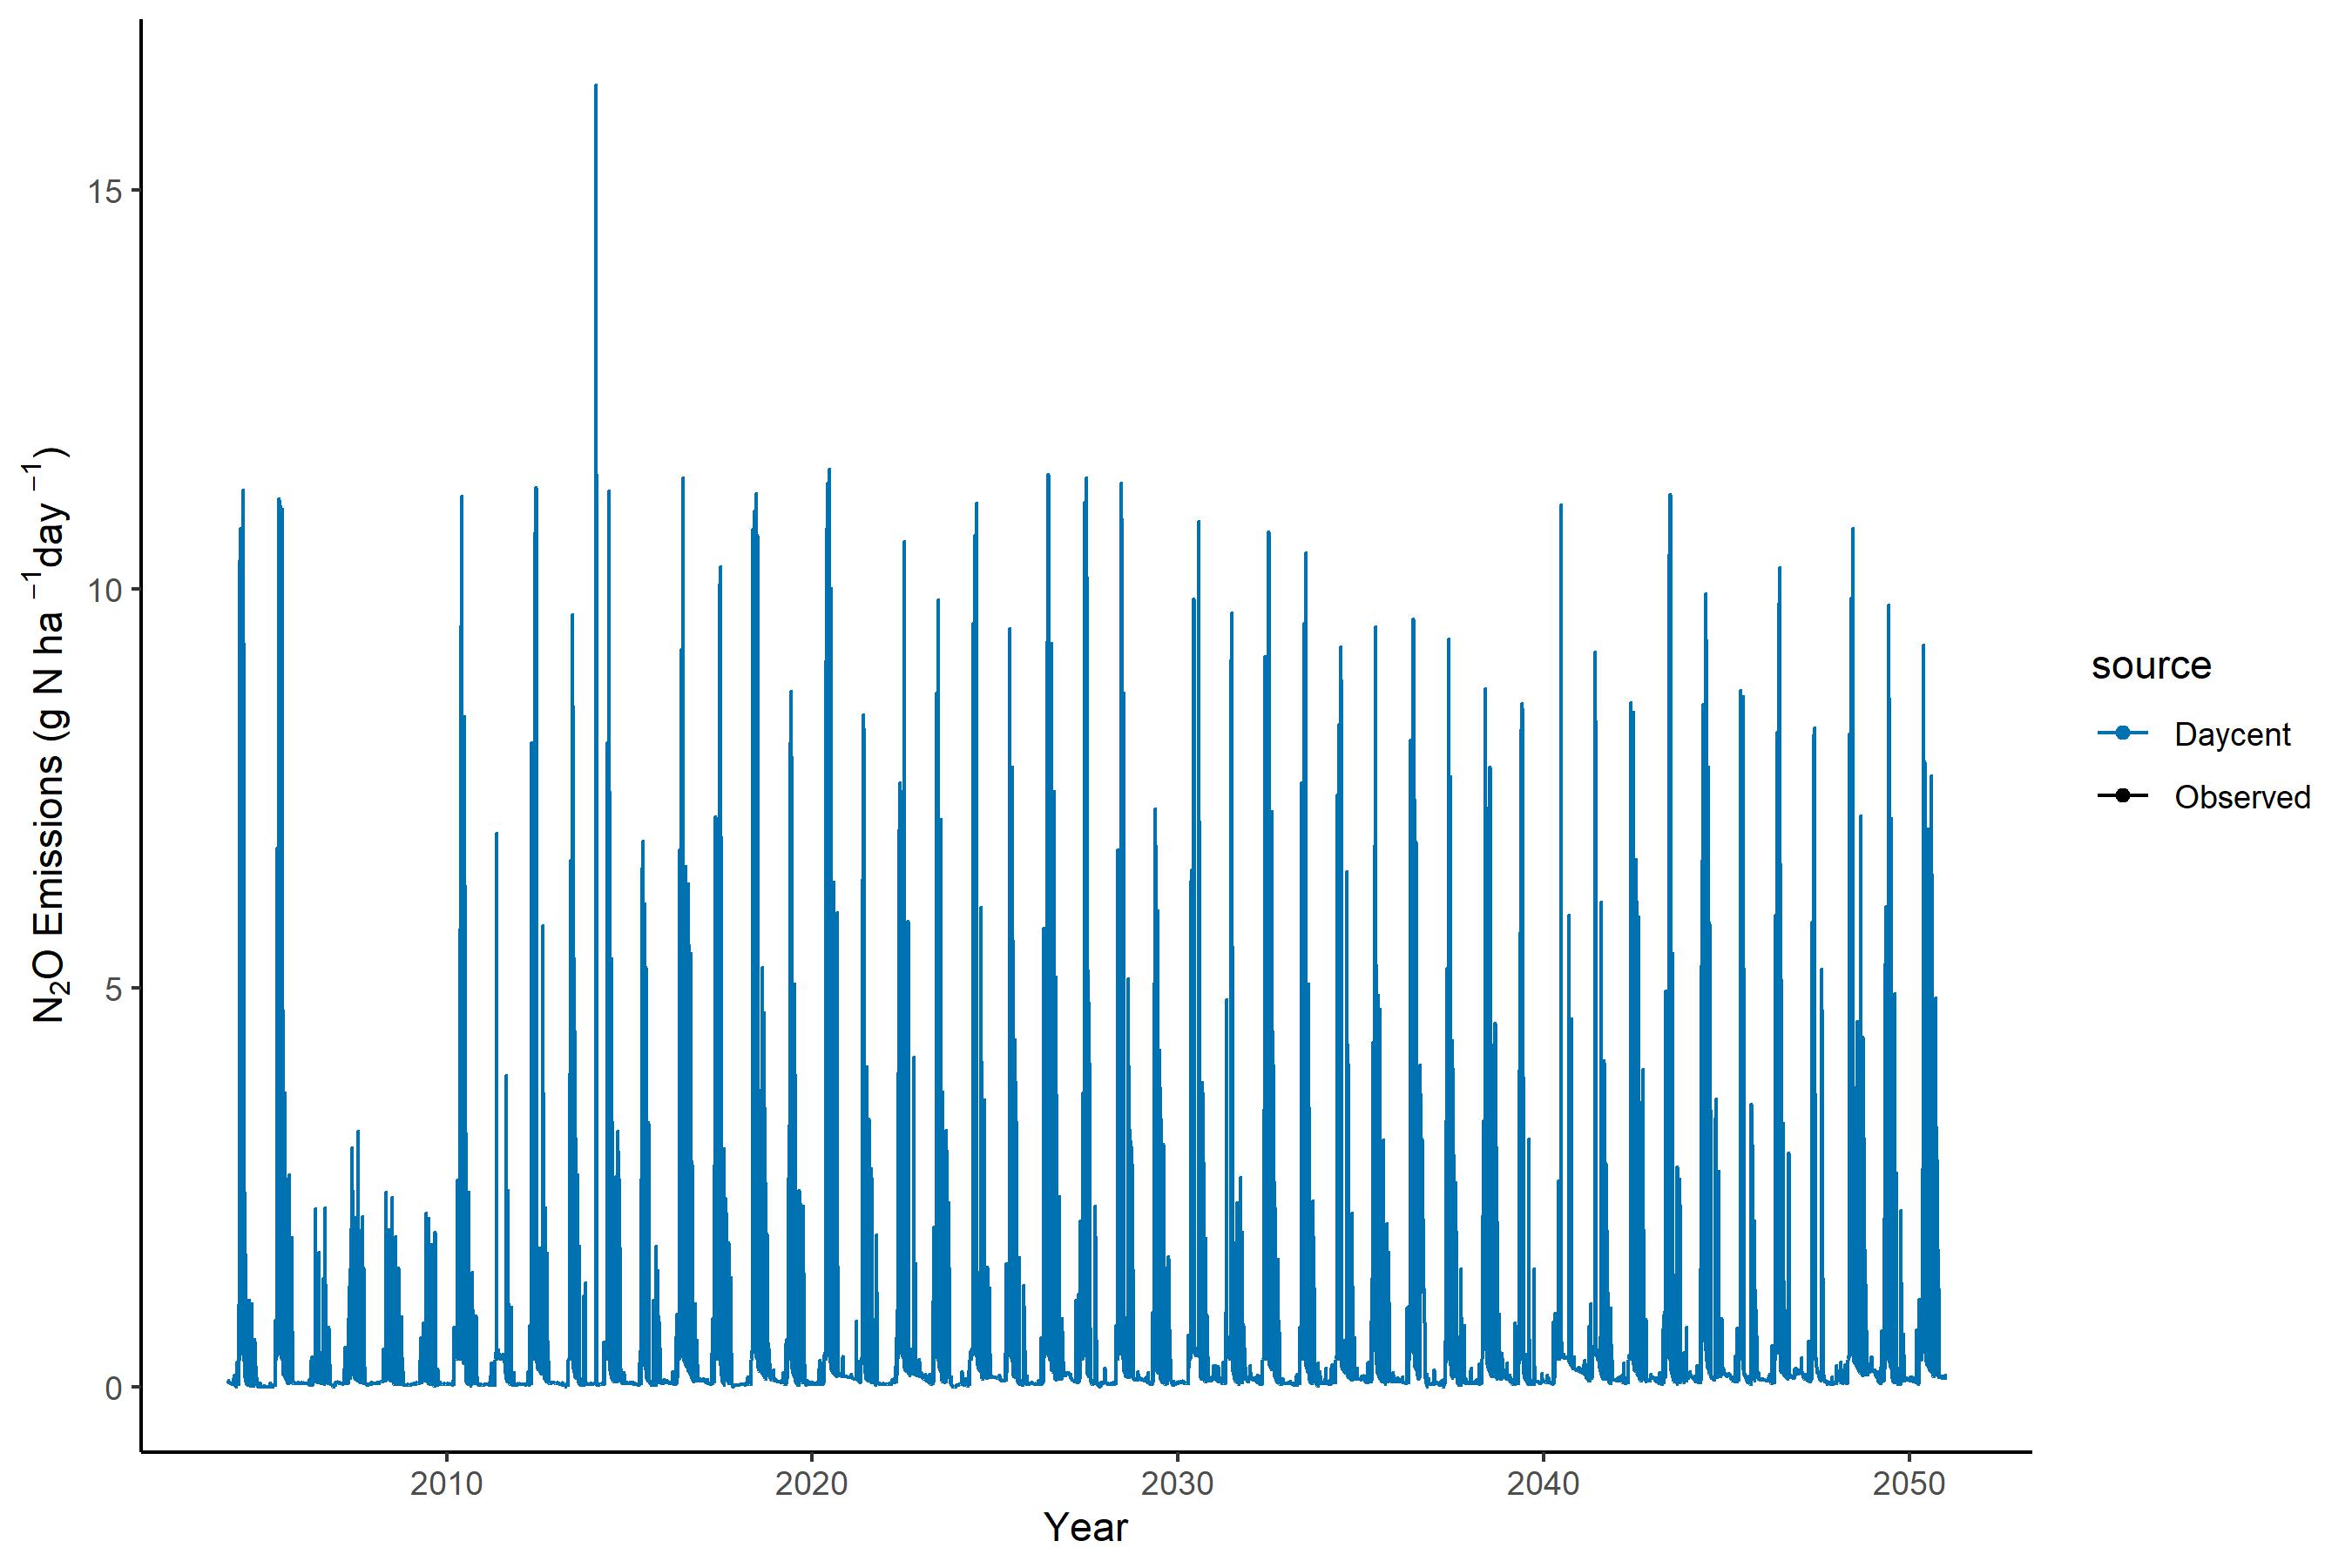 15
10
5
0
N₂O Emissions (g N ha ⁻¹day ⁻¹)
2010 2020 2030 2040 2050
Year
source
Daycent
Observed